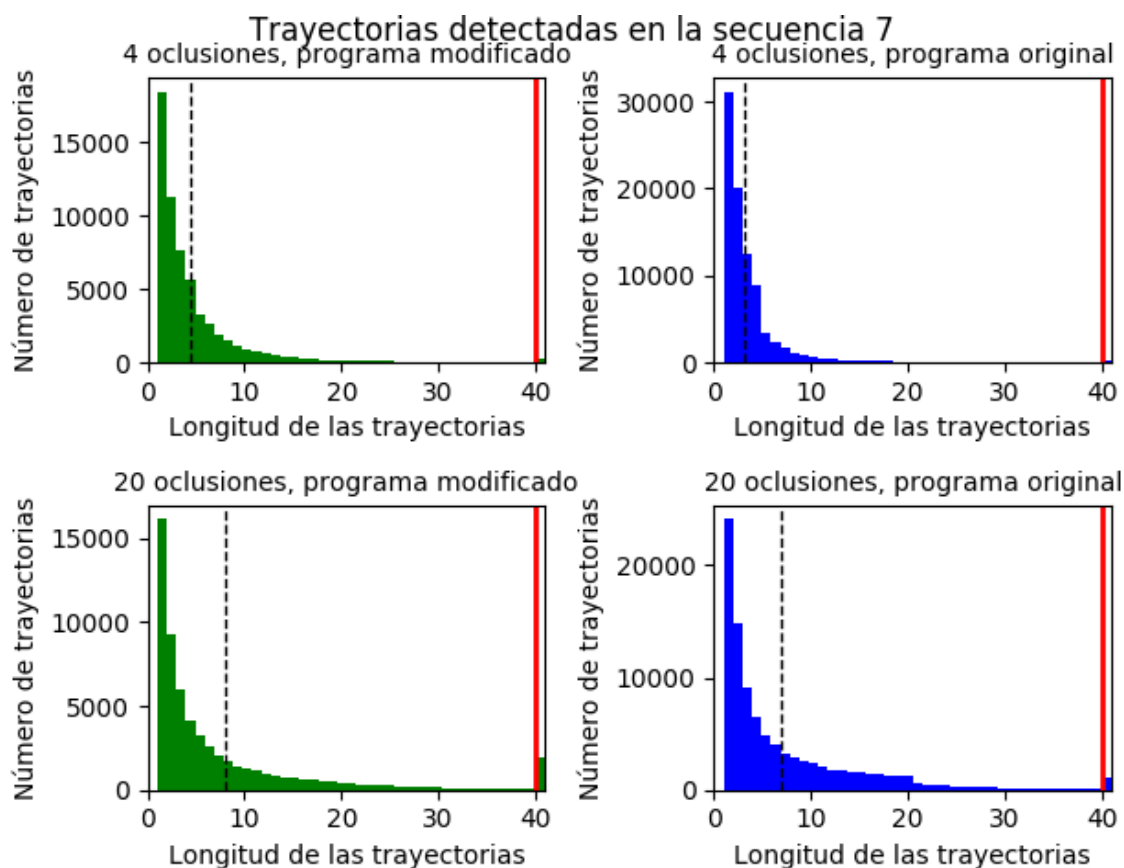 Trayectorias detectadas en la secuencia 7
4 oclusiones, programa modificado
Número de trayectorias
15000
10000
5000
0
0 10 20 30 40
Longitud de las trayectorias
4 oclusiones, programa original
Número de trayectorias
30000
20000
10000
0
0 10 20 30 40
Longitud de las trayectorias
20 oclusiones, programa modificado
Número de trayectorias
15000
10000
5000
0
0 10 20 30 40
Longitud de las trayectorias
20 oclusiones, programa original
Número de trayectorias
20000
10000
0
0 10 20 30 40
Longitud de las trayectorias